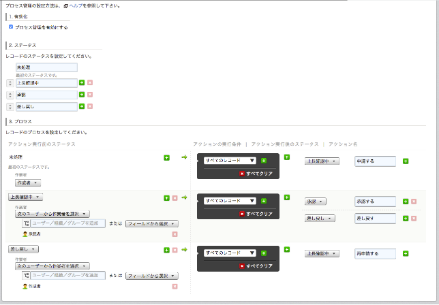 プロセス管理の設定方法は、ヘルプを参照して下さい。
1. 有効化
プロセス管理を有効にする
2. ステータス
レコードのステータスを設定してください。
未処理
最初のステータスです。
上長確認中
差し戻し
3. プロセス
レコードのプロセスを設定してください。
アクション実行前のステータス アクションの実行条件 | アクション実行後のステータス | アクション名
未処理 すべてのレコード 上長確認中 申請する
最初のステータスです。 すべてクリア
作業者
作成者
上長確認中 すべてのレコード 承認する
作業者 すべてクリア 差し戻し 差し戻す
次のユーザーから作業者を選択
ユーザー/組織/グループを追加 または フィールドから選択
差し戻し すべてのレコード 上長確認中 再申請する
作業者 すべてクリア
次のユーザーから作業者を選択
ユーザー/組織/グループを追加 または フィールドから選択
作成者